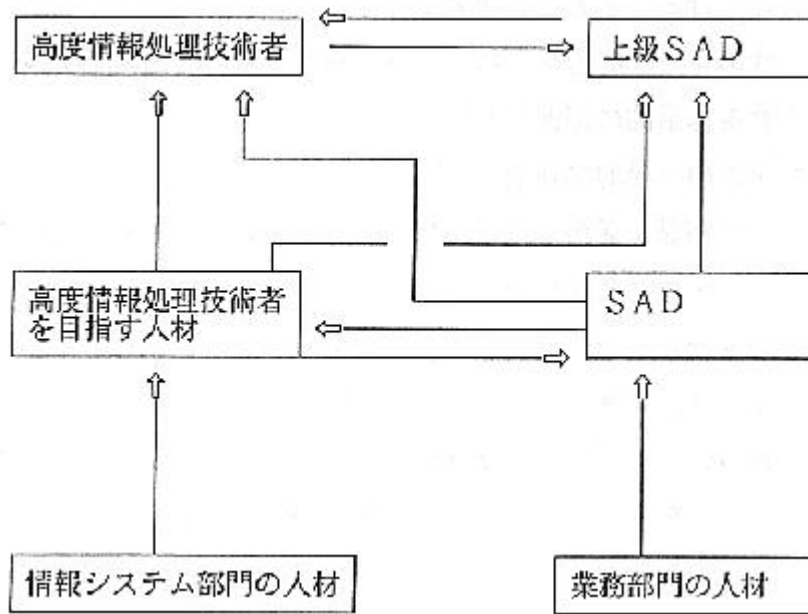 高度情報処理技術者
上級SAD
高度情報処理技術者
を目指す人材
SAD
情報システム部門の人材
業務部門の人材